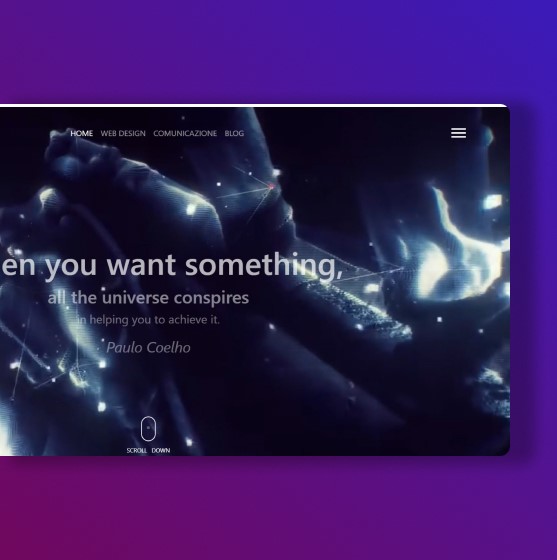 HOME WEB DESIGN COMUNICAZIONE BLOG
en you want something,
all the universe conspires
in helping you to achieve it.
Paulo Coelho
SCROLL DOWN